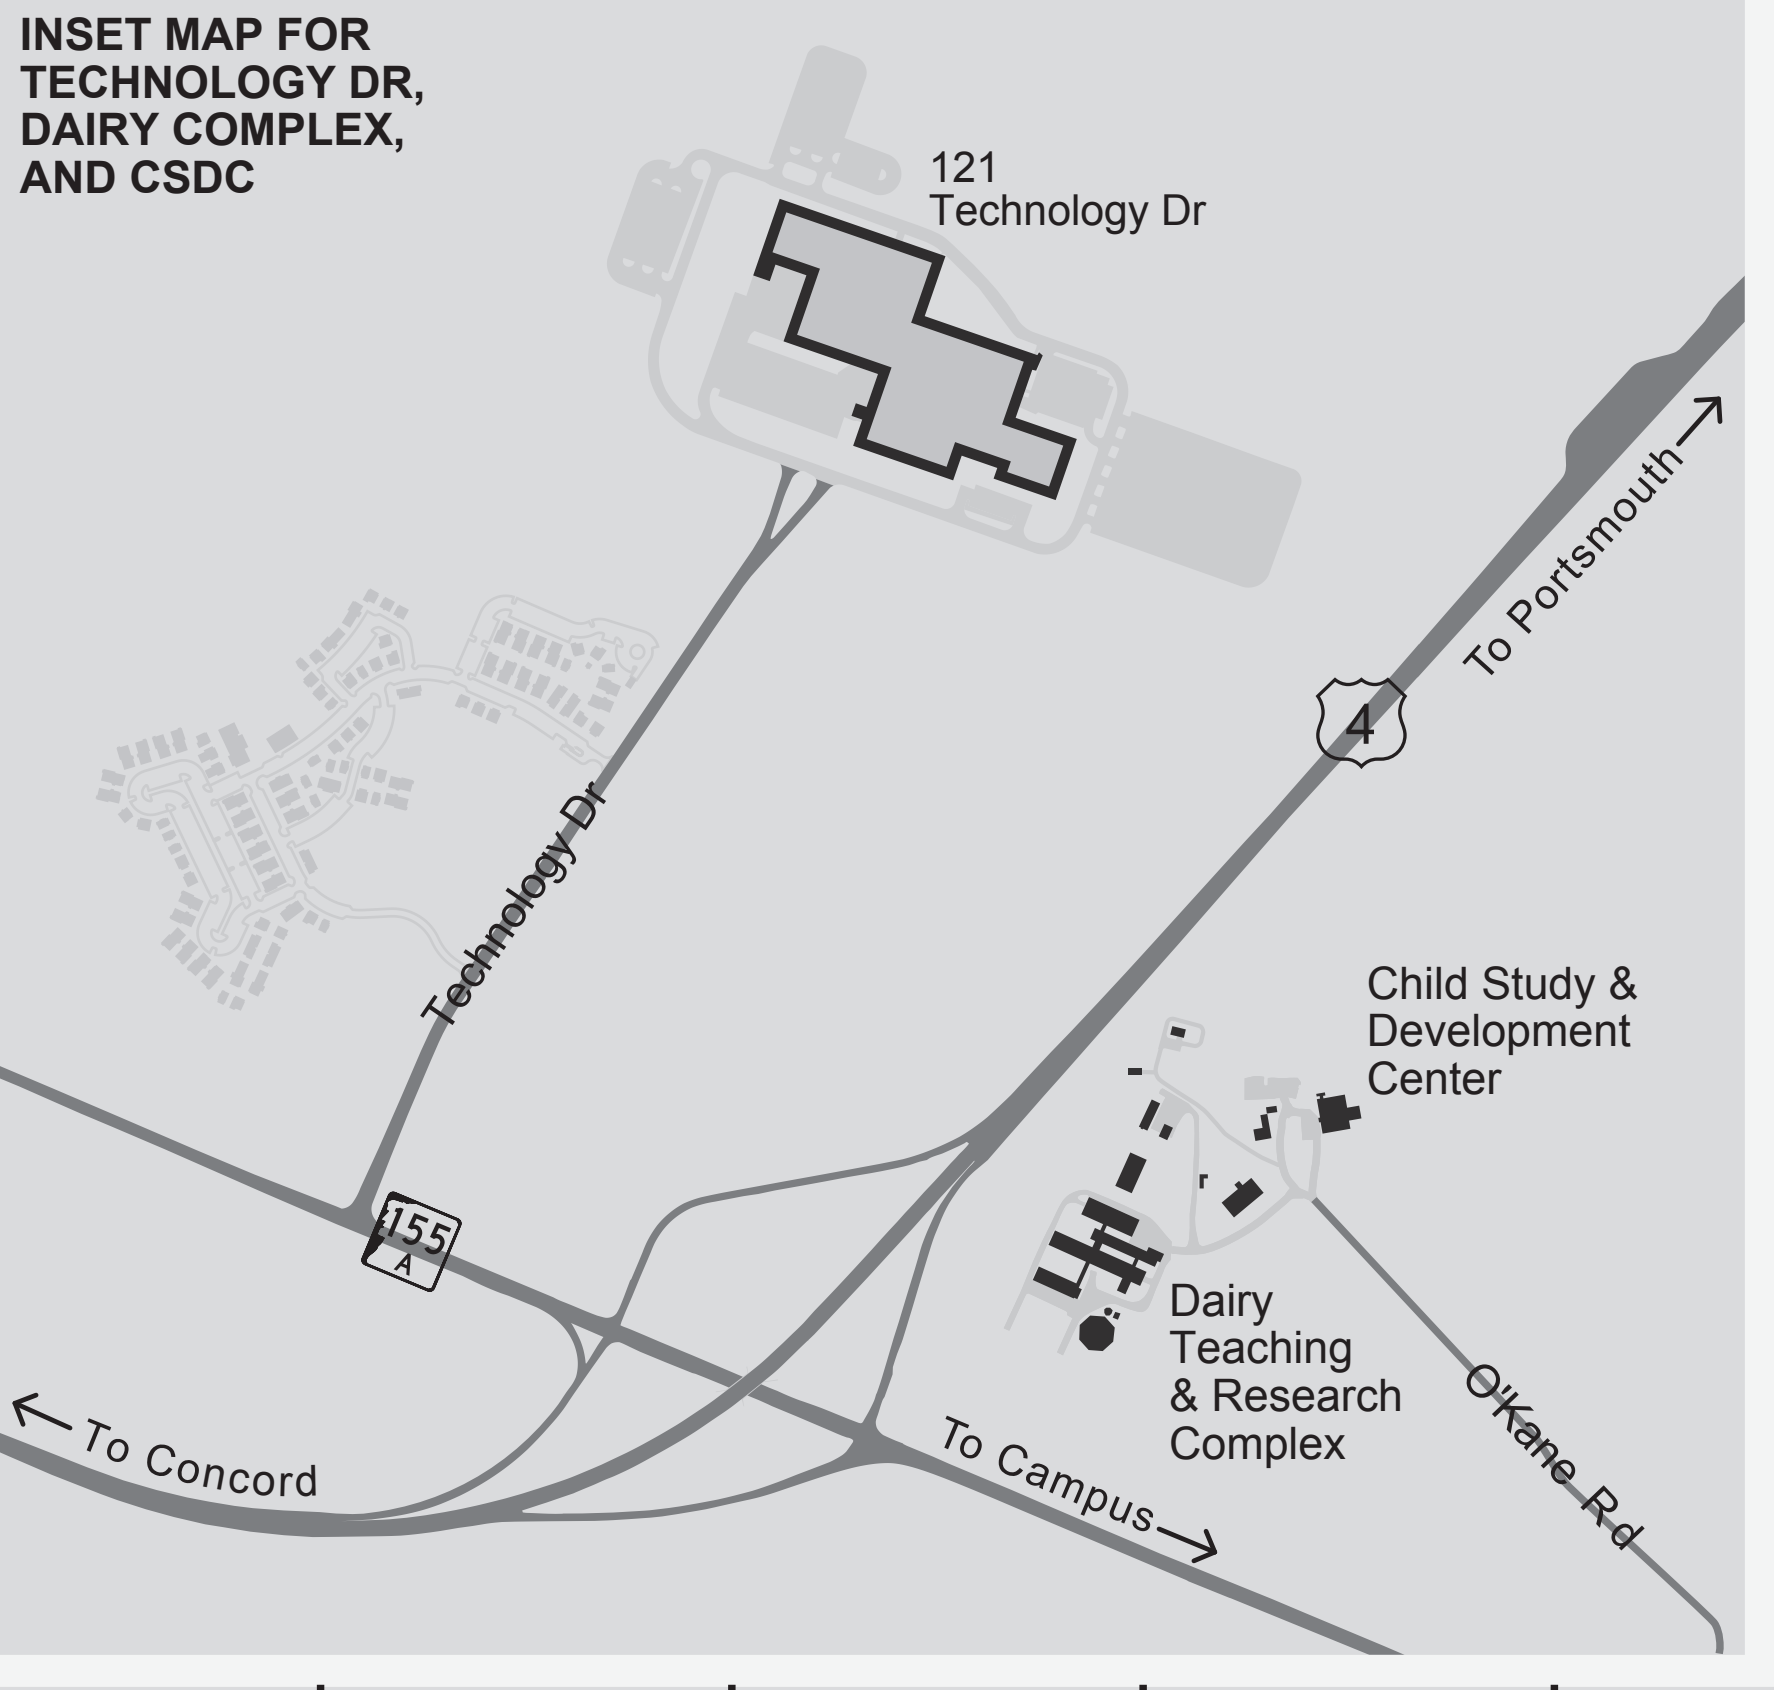 INSET MAP FOR
TECHNOLOGY DR,
DAIRY COMPLEX,
AND CSDC
121
Technology Dr
To Portsmouth
4
Technology Dr
Child Study &
Development
Center
155
A
Dairy
Teaching
& Research
Complex
O'Kane Rd
To Concord
To Campus